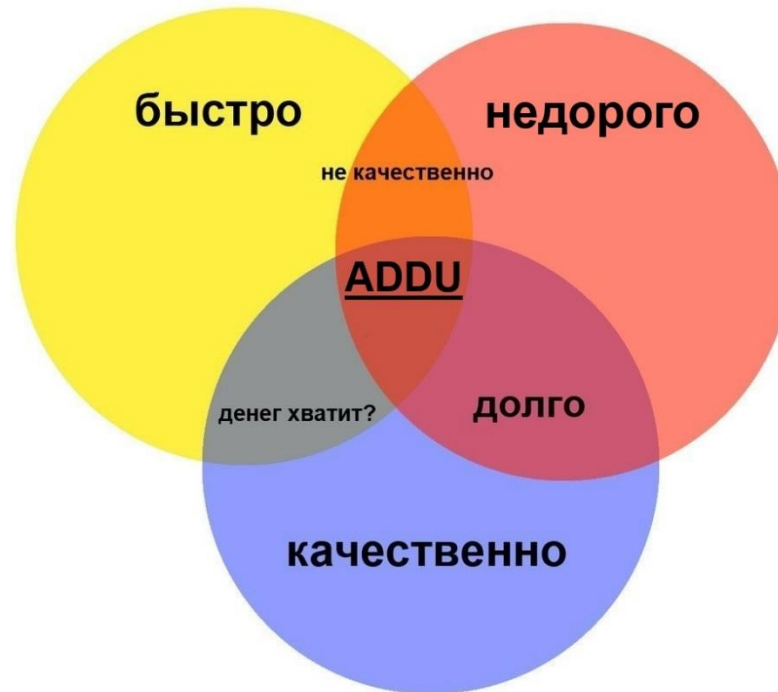 быстро
недорого
не качественно
ADDU
денег хватит?
долго
качественно